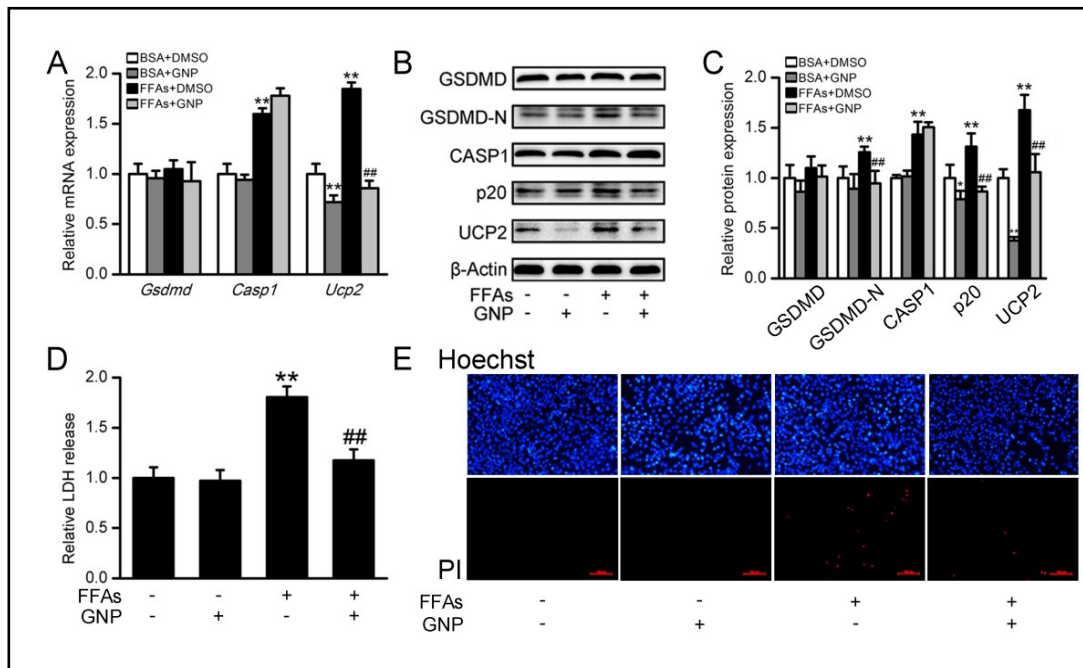 A
BSA+DMSO
BSA+GNP
FFAs+DMSO
FFAs+GNP
Relative mRNA expression
2.0
1.5
1.0
0.5
0.0
**
**
**
##
Gsdmd Casp1 Ucp2
B
GSDMD
GSDMD-N
CASP1
p20
UCP2
β-Actin
FFAs - - + +
GNP - + - +
C
BSA+DMSO
BSA+GNP
FFAs+DMSO
FFAs+GNP
Relative protein expression
2.0
1.5
1.0
0.5
0.0
**
##
**
*
**
##
**
**
##
GSDMD GSDMD-N CASP1 p20 UCP2
D
Relative LDH release
2.0
1.5
1.0
0.5
0.0
**
##
FFAs - - + +
GNP - + - +
E
Hoechst
PI
FFAs - - + +
GNP - + - +